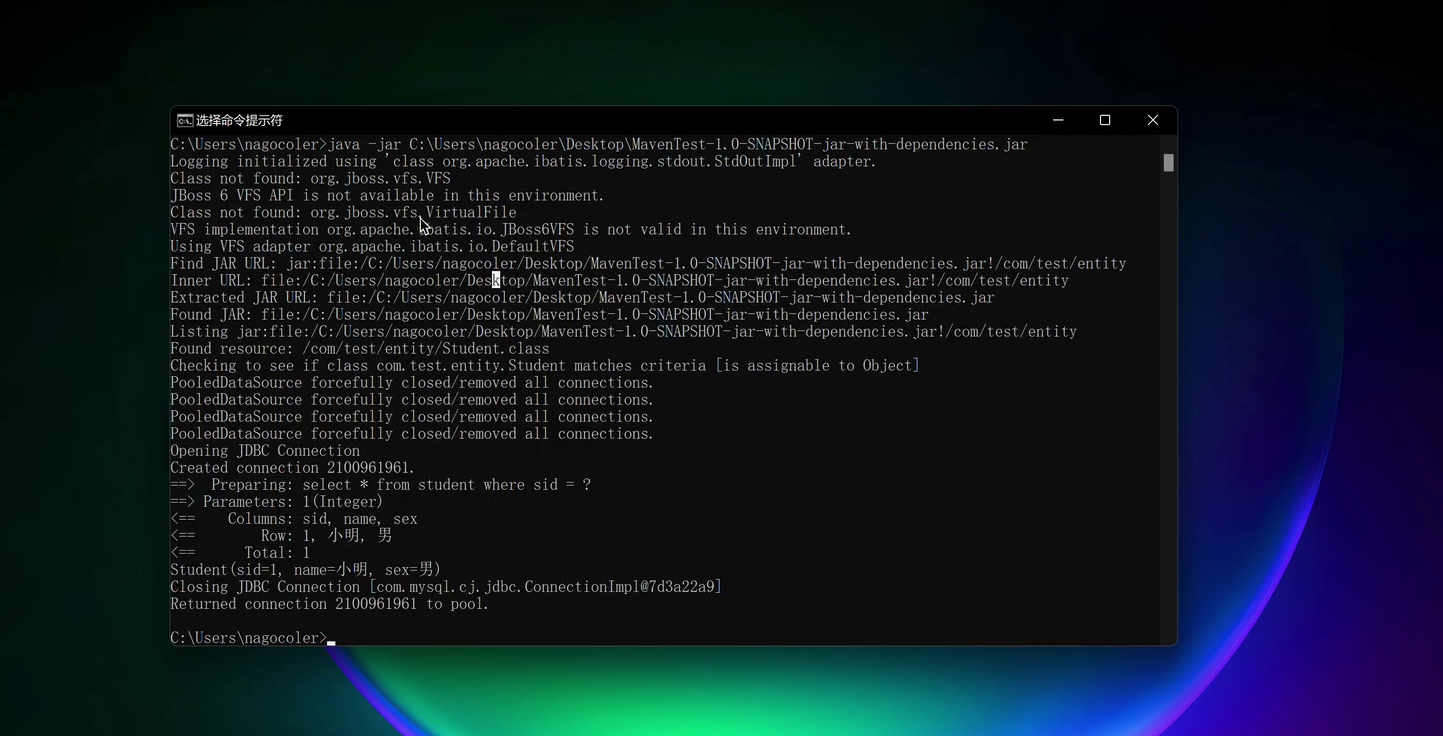 选择命令提示符
C:\Users\nagocoler>java -jar C:\Users\nagocoler\Desktop\MavenTest-1.0-SNAPSHOT-jar-with-dependencies.jar
Logging initialized using 'class org.apache.ibatis.logging.stdout.StdOutImpl' adapter.
Class not found: org.jboss.vfs.VFS
JBoss 6 VFS API is not available in this environment.
Class not found: org.jboss.vfs.VirtualFile
VFS implementation org.apache.ibatis.io.JBoss6VFS is not valid in this environment.
Using VFS adapter org.apache.ibatis.io.DefaultVFS
Find JAR URL: jar:file:/C:/Users/nagocoler/Desktop/MavenTest-1.0-SNAPSHOT-jar-with-dependencies.jar!/com/test/entity
Inner URL: file:/C:/Users/nagocoler/Desktop/MavenTest-1.0-SNAPSHOT-jar-with-dependencies.jar!/com/test/entity
Extracted JAR URL: file:/C:/Users/nagocoler/Desktop/MavenTest-1.0-SNAPSHOT-jar-with-dependencies.jar
Found JAR: file:/C:/Users/nagocoler/Desktop/MavenTest-1.0-SNAPSHOT-jar-with-dependencies.jar
Listing jar:file:/C:/Users/nagocoler/Desktop/MavenTest-1.0-SNAPSHOT-jar-with-dependencies.jar!/com/test/entity
Found resource: /com/test/entity/Student.class
Checking to see if class com.test.entity.Student matches criteria [is assignable to Object]
PooledDataSource forcefully closed/removed all connections.
PooledDataSource forcefully closed/removed all connections.
PooledDataSource forcefully closed/removed all connections.
PooledDataSource forcefully closed/removed all connections.
Opening JDBC Connection
Created connection 2100961961.
==>  Preparing: select * from student where sid = ?
==> Parameters: 1(Integer)
<==    Columns: sid, name, sex
<==        Row: 1, 小明, 男
<==      Total: 1
Student(sid=1, name=小明, sex=男)
Closing JDBC Connection [com.mysql.cj.jdbc.ConnectionImpl@7d3a22a9]
Returned connection 2100961961 to pool.
C:\Users\nagocoler>